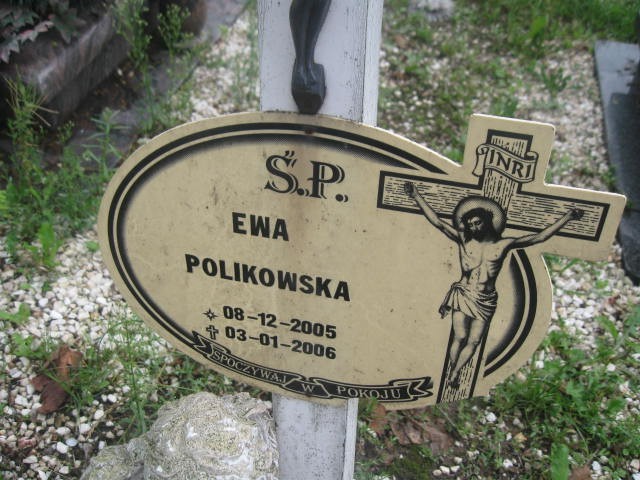 Ś.P.
INRI
EWA
POLIKOWSKA
08-12-2005
03-01-2006
SPOCZYWAJ W POKOJU